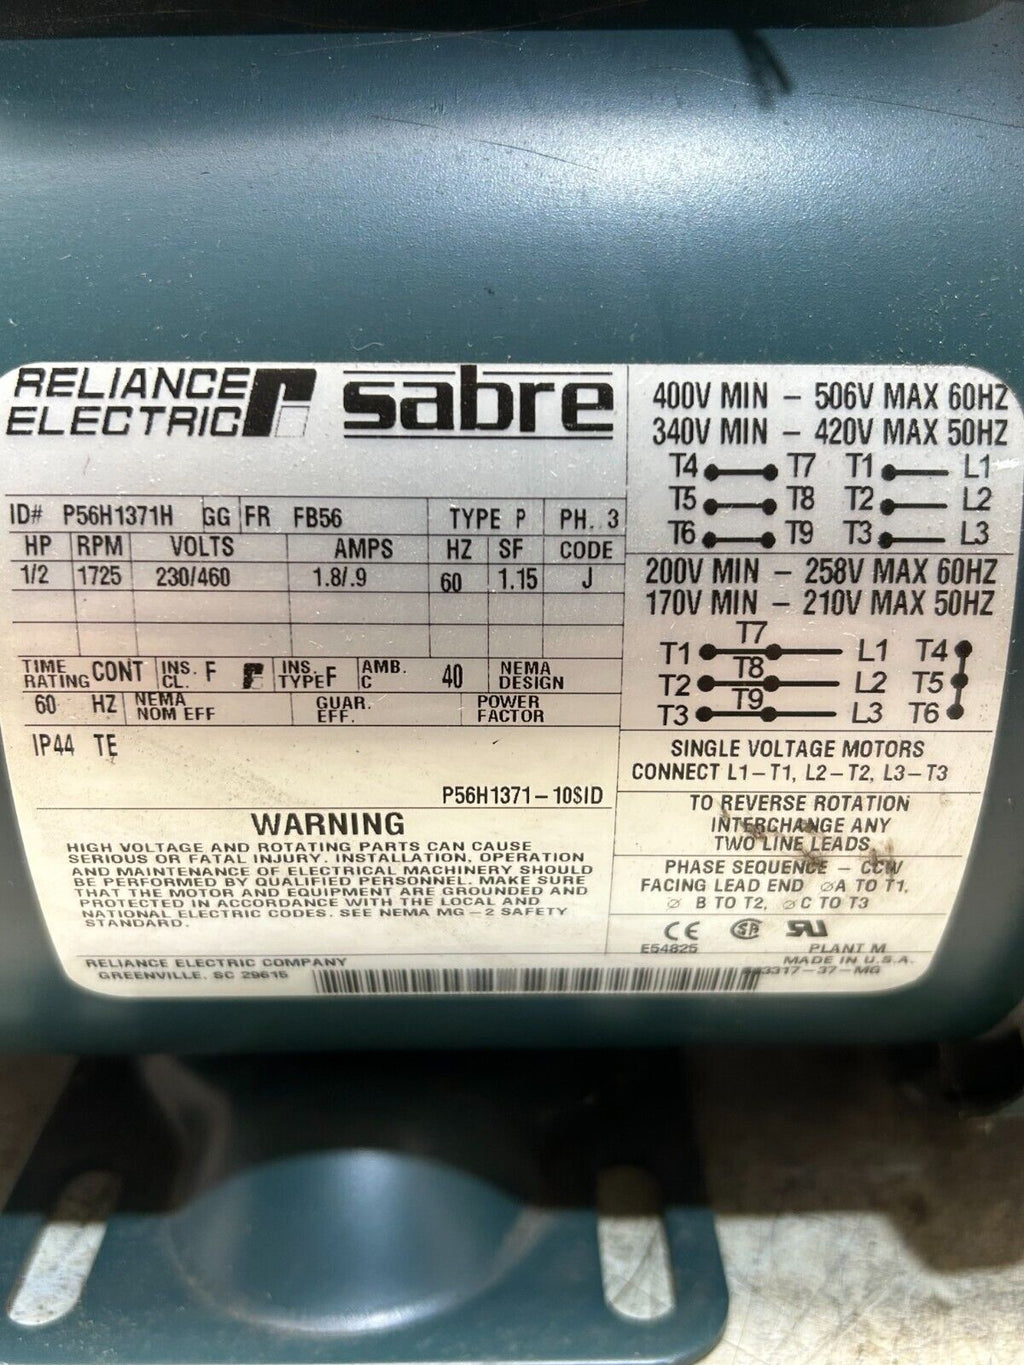 RELIANCE
ELECTRIC
sabre
ID# P56H1371H GG FR FB56 TYPE P PH. 3
HP RPM VOLTS AMPS HZ SF CODE
1/2 1725 230/460 1.8/.9 60 1.15 J
TIME RATING CONT INS. CL. F INS. TYPE F AMB. C 40 NEMA DESIGN
60 HZ NEMA NOM EFF GUAR. EFF. POWER FACTOR
IP44 TE
P56H1371-10SID
WARNING
HIGH VOLTAGE AND ROTATING PARTS CAN CAUSE
SERIOUS OR FATAL INJURY. INSTALLATION, OPERATION
AND MAINTENANCE OF ELECTRICAL MACHINERY SHOULD
BE PERFORMED BY QUALIFIED PERSONNEL. MAKE SURE
THAT THE MOTOR AND EQUIPMENT ARE GROUNDED AND
PROTECTED IN ACCORDANCE WITH THE LOCAL AND
NATIONAL ELECTRIC CODES. SEE NEMA MG-2 SAFETY
STANDARD.
RELIANCE ELECTRIC COMPANY
GREENVILLE, SC 29615
400V MIN - 506V MAX 60HZ
340V MIN - 420V MAX 50HZ
T4 T7 T1 L1
T5 T8 T2 L2
T6 T9 T3 L3
200V MIN - 258V MAX 60HZ
170V MIN - 210V MAX 50HZ
T7
T1 L1 T4
T8
T2 L2 T5
T9
T3 L3 T6
SINGLE VOLTAGE MOTORS
CONNECT L1-T1, L2-T2, L3-T3
TO REVERSE ROTATION
INTERCHANGE ANY
TWO LINE LEADS.
PHASE SEQUENCE - CCW
FACING LEAD END ⌀A TO T1,
⌀ B TO T2, ⌀C TO T3
CE SA UR
E54825 PLANT M
MADE IN U.S.A.
3317-37-MG